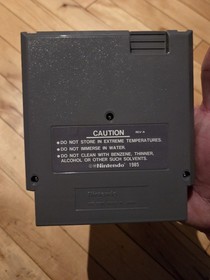 CAUTION
• DO NOT STORE IN EXTREME TEMPERATURES.
• DO NOT IMMERSE IN WATER.
• DO NOT CLEAN WITH BENZENE, THINNER,
ALCOHOL OR OTHER SUCH SOLVENTS.
Nintendo 1985